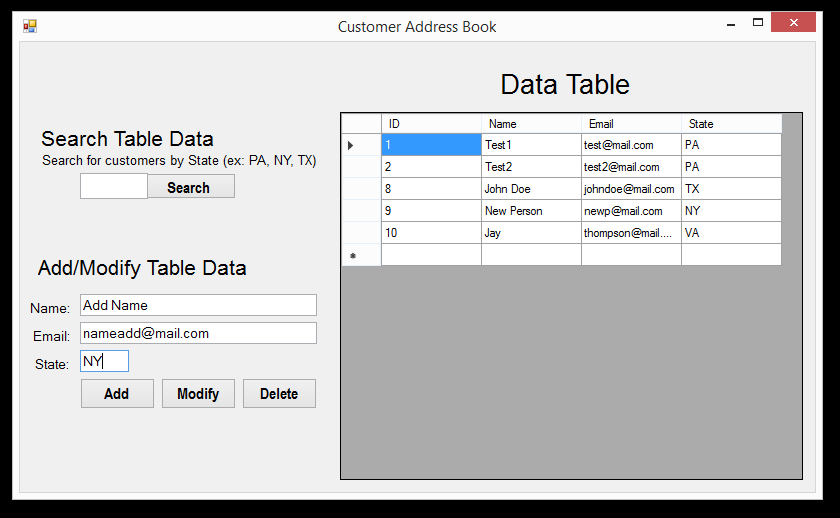 Customer Address Book
Data Table
Search Table Data
Search for customers by State (ex: PA, NY, TX)
Search
Add/Modify Table Data
Name: Add Name
Email: nameadd@mail.com
State: NY
Add Modify Delete
ID Name Email State
1 Test1 test@mail.com PA
2 Test2 test2@mail.com PA
8 John Doe johndoe@mail.com TX
9 New Person newp@mail.com NY
10 Jay thompson@mail.... VA